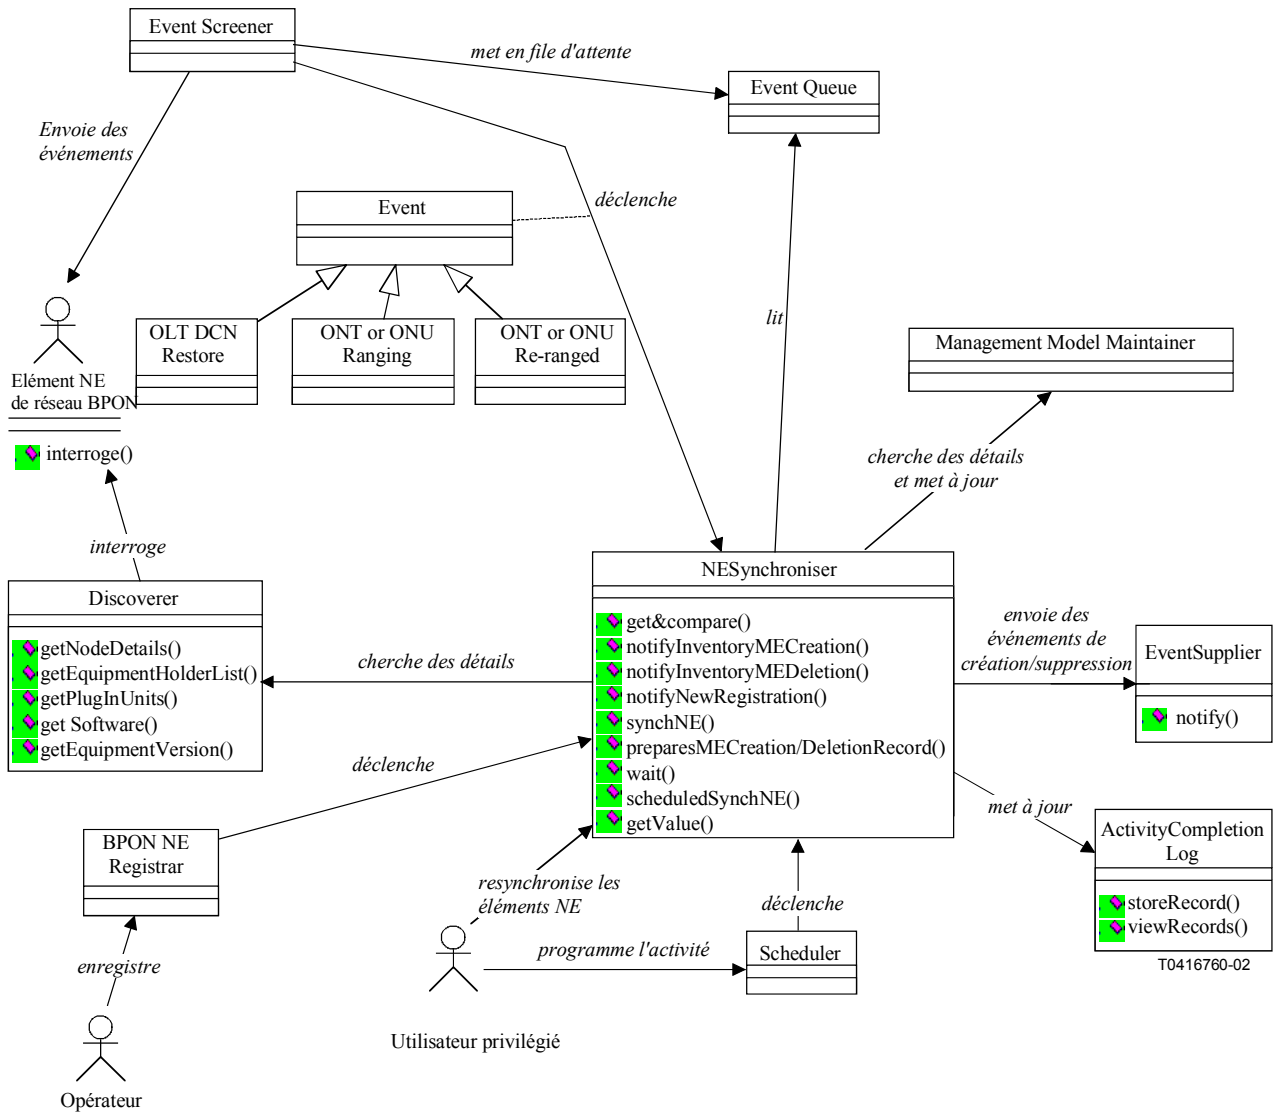 Event Screener
met en file d'attente
Event Queue
Envoie des
événements
Event
déclenche
OLT DCN
Restore
ONT or ONU
Ranging
ONT or ONU
Re-ranged
lit
Management Model Maintainer
Elément NE
de réseau BPON
interroge()
cherche des détails
et met à jour
interroge
Discoverer
getNodeDetails()
getEquipmentHolderList()
getPlugInUnits()
get Software()
getEquipmentVersion()
cherche des détails
NESynchroniser
get&compare()
notifyInventoryMECreation()
notifyInventoryMEDeletion()
notifyNewRegistration()
synchNE()
preparesMECreation/DeletionRecord()
wait()
scheduledSynchNE()
getValue()
envoie des
événements de
création/suppression
EventSupplier
notify()
déclenche
met à jour
ActivityCompletion
Log
storeRecord()
viewRecords()
T0416760-02
BPON NE
Registrar
resynchronise les
éléments NE
déclenche
programme l'activité
Scheduler
enregistre
Utilisateur privilégié
Opérateur